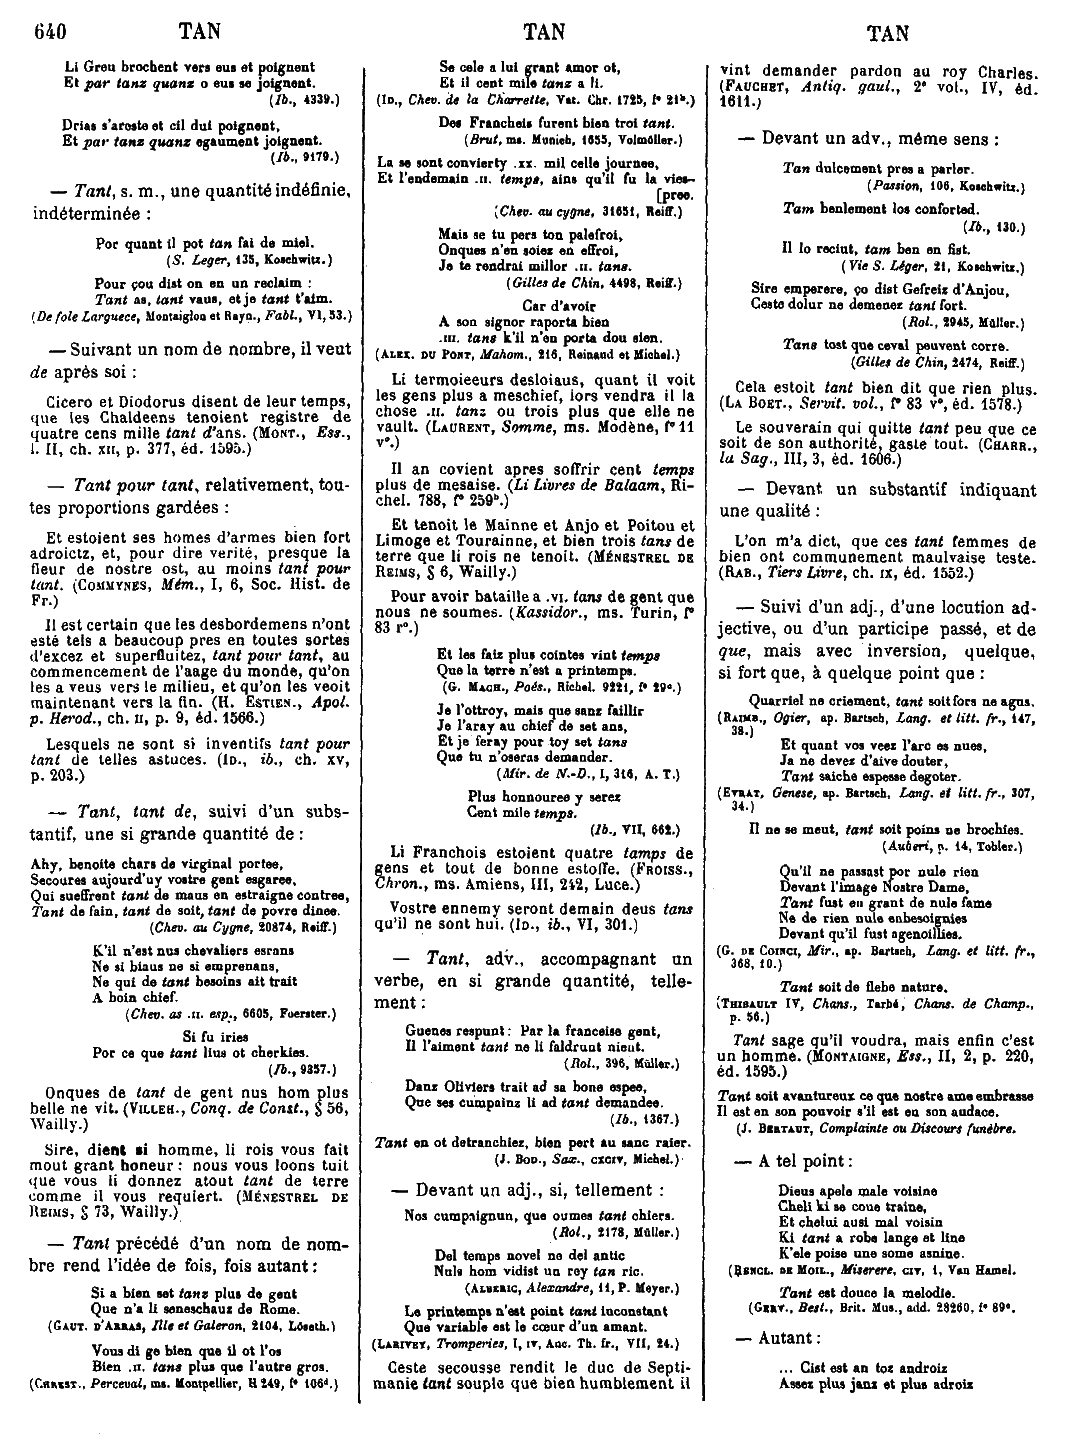 640 TAN TAN TAN
Li Greu brochent vers eus et poignent
Et par tanz quanz o eus se joignent.
(Ib., 4339.)
Drias s'areste et cil dui poignent,
Et par tanz quanz egaument joignent.
(Ib., 9179.)
— Tant, s. m., une quantité indéfinie,
indéterminée :
Por quant il pot tan fai de miel.
(S. Leger, 135, Koschwitz.)
Pour çou dist on en un reclaim :
Tant as, tant vaus, et je tant t'aim.
(De fole Larguece, Montaiglon et Rayn., Fabl., VI, 53.)
— Suivant un nom de nombre, il veut
de après soi :
Cicero et Diodorus disent de leur temps,
que les Chaldeens tenoient registre de
quatre cens mille tant d'ans. (MONT., Ess.,
l. II, ch. XII, p. 377, éd. 1595.)
— Tant pour tant, relativement, tou-
tes proportions gardées :
Et estoient ses homes d'armes bien fort
adroictz, et, pour dire verité, presque la
fleur de nostre ost, au moins tant pour
tant. (COMMYNES, Mém., I, 6, Soc. Hist. de
Fr.)
Il est certain que les desbordemens n'ont
esté tels a beaucoup pres en toutes sortes
d'excez et superfluitez, tant pour tant, au
commencement de l'aage du monde, qu'on
les a veus vers le milieu, et qu'on les veoit
maintenant vers la fin. (H. ESTIEN., Apol.
p. Herod., ch. II, p. 9, éd. 1566.)
Lesquels ne sont si inventifs tant pour
tant de telles astuces. (ID., ib., ch. XV,
p. 203.)
— Tant, tant de, suivi d'un subs-
tantif, une si grande quantité de :
Ahy, benoite chars de virginal portee,
Secoures aujourd'uy vostre gent esgaree,
Qui sueffrent tant de maus en estraigne contree,
Tant de fain, tant de soit, tant de povre dinee.
(Chev. au Cygne, 20874, Reiff.)
K'il n'est nus chevaliers esrans
Ne si biaus ne si emprenans,
Ne qui de tant besoins ait trait
A boin chief.
(Chev. as .II. esp., 6605, Foerster.)
Si fu iries
Por ce que tant lius ot cherkies.
(Ib., 9357.)
Onques de tant de gent nus hom plus
belle ne vit. (VILLEH., Conq. de Const., § 56,
Wailly.)
Sire, dient si homme, li rois vous fait
mout grant honeur : nous vous loons tuit
que vous li donnez atout tant de terre
comme il vous requiert. (MÉNESTREL DE
REIMS, § 73, Wailly.)
— Tant précédé d'un nom de nom-
bre rend l'idée de fois, fois autant :
Si a bien set tanz plus de gent
Que n'a li seneschauz de Rome.
(GAUT. D'ARRAS, Ille et Galeron, 2104, Löseth.)
Vous di ge bien que il ot l'os
Bien .II. tans plus que l'autre gros.
(CHREST., Perceval, ms. Montpellier, H 249, f° 106d.)
Se cele a lui grant amor ot,
Et il cent mile tanz a li.
(ID., Chev. de la Charrette, Vat. Chr. 1725, f° 21b.)
Des Francheis furent bien troi tant.
(Brut, ms. Munich, 1655, Volmöller.)
La se sont convierty .XX. mil celle journee,
Et l'endemain .II. temps, ains qu'il fu la vies-
[pree.
(Chev. au cygne, 31651, Reiff.)
Mais se tu pers ton palefroi,
Onques n'en soiez en effroi,
Je te rendrai millor .II. tans.
(Gilles de Chin, 4498, Reiff.)
Car d'avoir
A son signor raporta bien
.III. tans k'il n'en porta dou sien.
(ALEX. DU PONT, Mahom., 216, Reinaud et Michel.)
Li termoieeurs desloiaus, quant il voit
les gens plus a meschief, lors vendra il la
chose .II. tanz ou trois plus que elle ne
vault. (LAURENT, Somme, ms. Modène, f° 11
v°.)
Il an covient apres soffrir cent temps
plus de mesaise. (Li Livres de Balaam, Ri-
chel. 788, f° 259b.)
Et tenoit le Mainne et Anjo et Poitou et
Limoge et Tourainne, et bien trois tans de
terre que li rois ne tenoit. (MÉNESTREL DE
REIMS, § 6, Wailly.)
Pour avoir bataille a .VI. tans de gent que
nous ne soumes. (Kassidor., ms. Turin, f°
83 r°.)
Et les faiz plus cointes vint temps
Que la terre n'est a printemps.
(G. MACH., Poés., Richel. 9221, f° 29c.)
Je l'ottroy, mais que sanz faillir
Je l'aray au chief de set ans,
Et je feray pour toy set tans
Que tu n'oseras demander.
(Mir. de N.-D., I, 316, A. T.)
Plus honnouree y serez
Cent mile temps.
(Ib., VII, 662.)
Li Franchois estoient quatre tamps de
gens et tout de bonne estoffe. (FROISS.,
Chron., ms. Amiens, III, 242, Luce.)
Vostre ennemy seront demain deus tans
qu'il ne sont hui. (ID., ib., VI, 301.)
— Tant, adv., accompagnant un
verbe, en si grande quantité, telle-
ment :
Guenes respunt : Par la franceise gent,
Il l'aiment tant ne li faldrunt nient.
(Rol., 396, Müller.)
Danz Oliviers trait ad sa bone espee,
Que ses cumpainz li ad tant demandee.
(Ib., 1367.)
Tant en ot detranchiez, bien pert au sanc raier.
(J. BOD., Sax., CXCIV, Michel.)
— Devant un adj., si, tellement :
Nos cumpaignun, que oumes tant chiers.
(Rol., 2178, Müller.)
Del temps novel ne del antic
Nuls hom vidist un rey tan ric.
(ALBERIC, Alexandre, 11, P. Meyer.)
Le printemps n'est point tant inconstant
Que variable est le cœur d'un amant.
(LARIVEY, Tromperies, I, IV, Anc. Th. fr., VII, 24.)
Ceste secousse rendit le duc de Septi-
manie tant souple que bien humblement il
vint demander pardon au roy Charles.
(FAUCHET, Antiq. gaul., 2° vol., IV, éd.
1611.)
— Devant un adv., même sens :
Tan dulcement pres a parler.
(Passion, 106, Koschwitz.)
Tam benlement los conforted.
(Ib., 130.)
Il lo reciut, tam ben en fist.
(Vie S. Léger, 21, Koschwitz.)
Sire emperere, ço dist Gefreiz d'Anjou,
Ceste dolur ne demenez tant fort.
(Rol., 2945, Müller.)
Tans tost que ceval peuvent corre.
(Gilles de Chin, 2474, Reiff.)
Cela estoit tant bien dit que rien plus.
(LA BOET., Servit. vol., f° 83 v°, éd. 1578.)
Le souverain qui quitte tant peu que ce
soit de son authorité, gaste tout. (CHARR.,
la Sag., III, 3, éd. 1606.)
— Devant un substantif indiquant
une qualité :
L'on m'a dict, que ces tant femmes de
bien ont communement maulvaise teste.
(RAB., Tiers Livre, ch. IX, éd. 1552.)
— Suivi d'un adj., d'une locution ad-
jective, ou d'un participe passé, et de
que, mais avec inversion, quelque,
si fort que, à quelque point que :
Quarriel ne criement, tant soit fors ne agus.
(RAIMB., Ogier, ap. Bartsch, Lang. et litt. fr., 147,
38.)
Et quant vos veez l'arc es nues,
Ja ne devez d'aive douter,
Tant saiche espesse degoter.
(EVRAT, Genese, ap. Bartsch, Lang. et litt. fr., 307,
34.)
Il ne se meut, tant soit poins ne brochies.
(Auberi, p. 14, Tobler.)
Qu'il ne passast por nule rien
Devant l'image Nostre Dame,
Tant fust en grant de nule fame
Ne de rien nule enbesoignies
Devant qu'il fust agenoillies.
(G. DE COINCI, Mir., ap. Bartsch, Lang. et litt. fr.,
368, 10.)
Tant soit de flebe nature.
(THIBAULT IV, Chans., Tarbé, Chans. de Champ.,
p. 56.)
Tant sage qu'il voudra, mais enfin c'est
un homme. (MONTAIGNE, Ess., II, 2, p. 220,
éd. 1595.)
Tant soit avantureux ce que nostre ame embrasse
Il est en son pouvoir s'il est en son audace.
(J. BERTAUT, Complainte ou Discours funèbre.
— A tel point :
Dieus apele male voisine
Cheli ki se coue traine,
Et chelui ausi mal voisin
Ki tant a robe lange et line
K'ele poise une some asnine.
(RENCL. DE MOIL., Miserere, CIV, 1, Van Hamel.
Tant est douce la melodie.
(GERV., Best., Brit. Mus., add. 28260, f° 89c.
— Autant :
... Cist est an toz androiz
Assez plus janz et plus adroiz